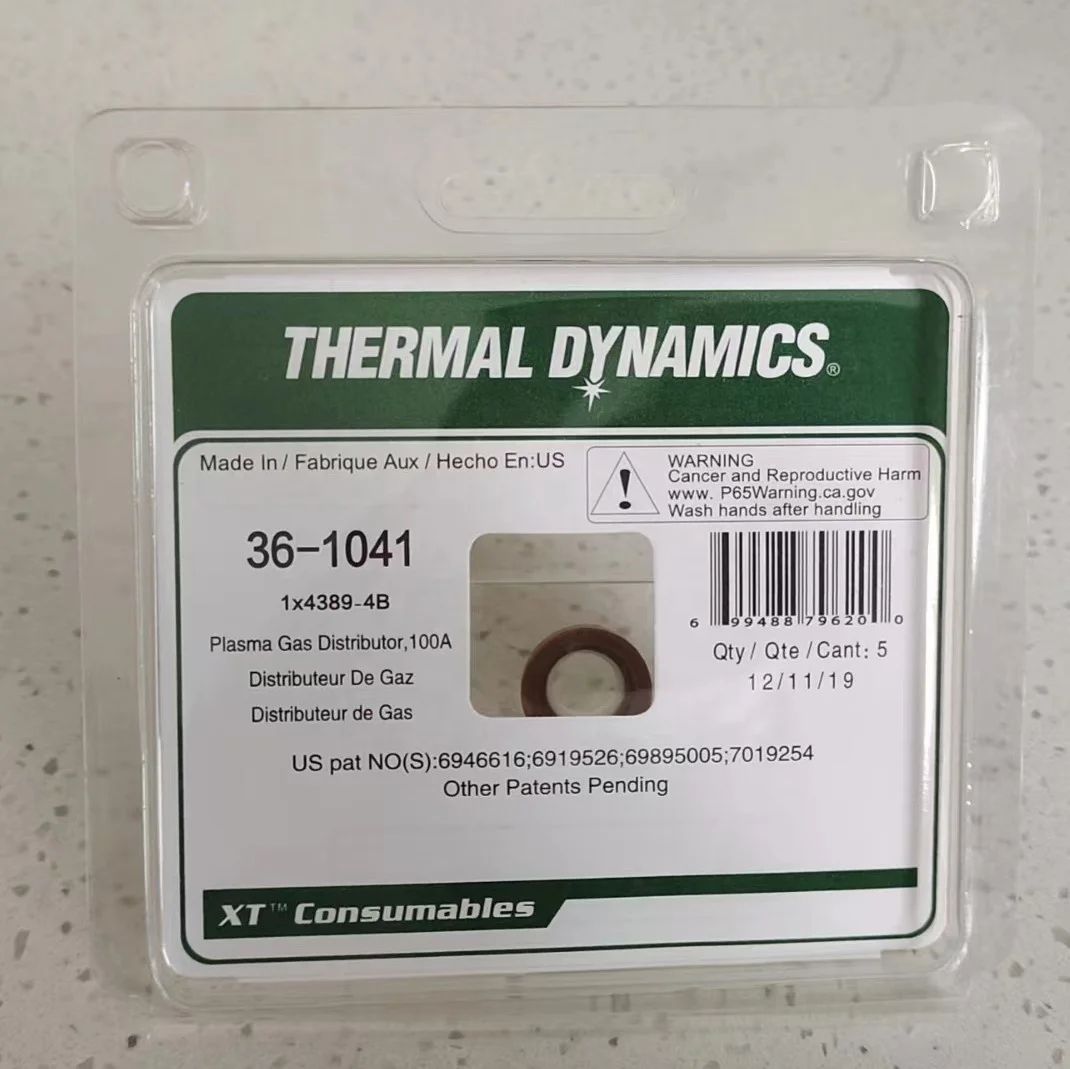 THERMAL DYNAMICS®
Made In / Fabrique Aux / Hecho En:US
WARNING
Cancer and Reproductive Harm
www. P65Warning.ca.gov
Wash hands after handling
36-1041
1x4389-4B
Plasma Gas Distributor,100A
Distributeur De Gaz
Distributeur de Gas
6 99488 79620 0
Qty / Qte / Cant: 5
12/11/19
US pat NO(S):6946616;6919526;69895005;7019254
Other Patents Pending
XT™ Consumables